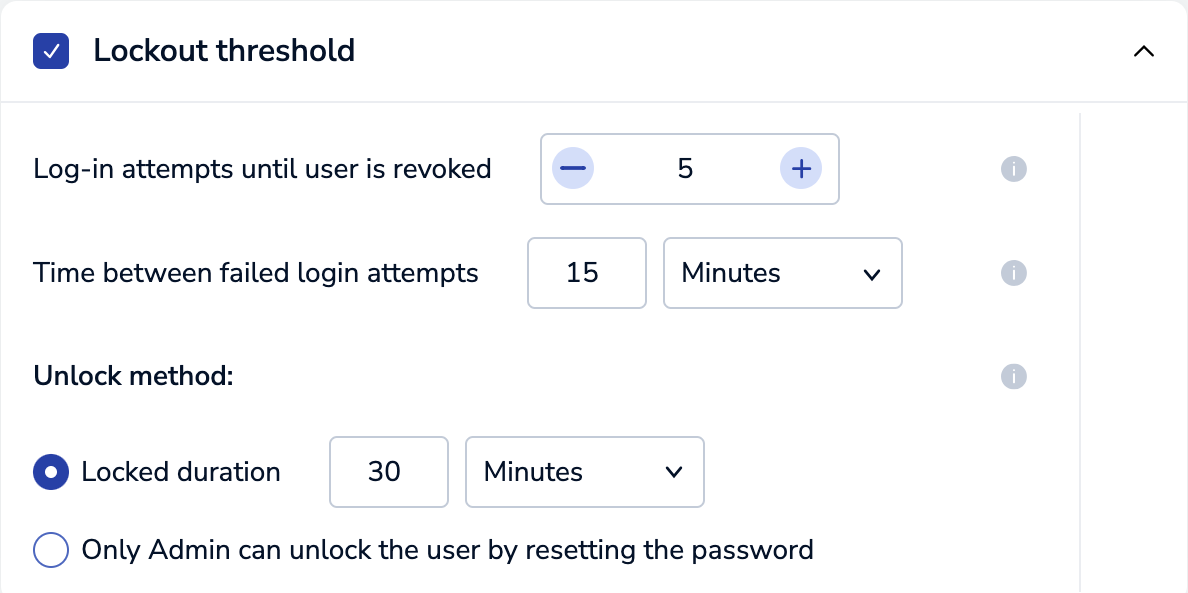 Lockout threshold
Log-in attempts until user is revoked 5
Time between failed login attempts 15 Minutes
Unlock method:
Locked duration 30 Minutes
Only Admin can unlock the user by resetting the password